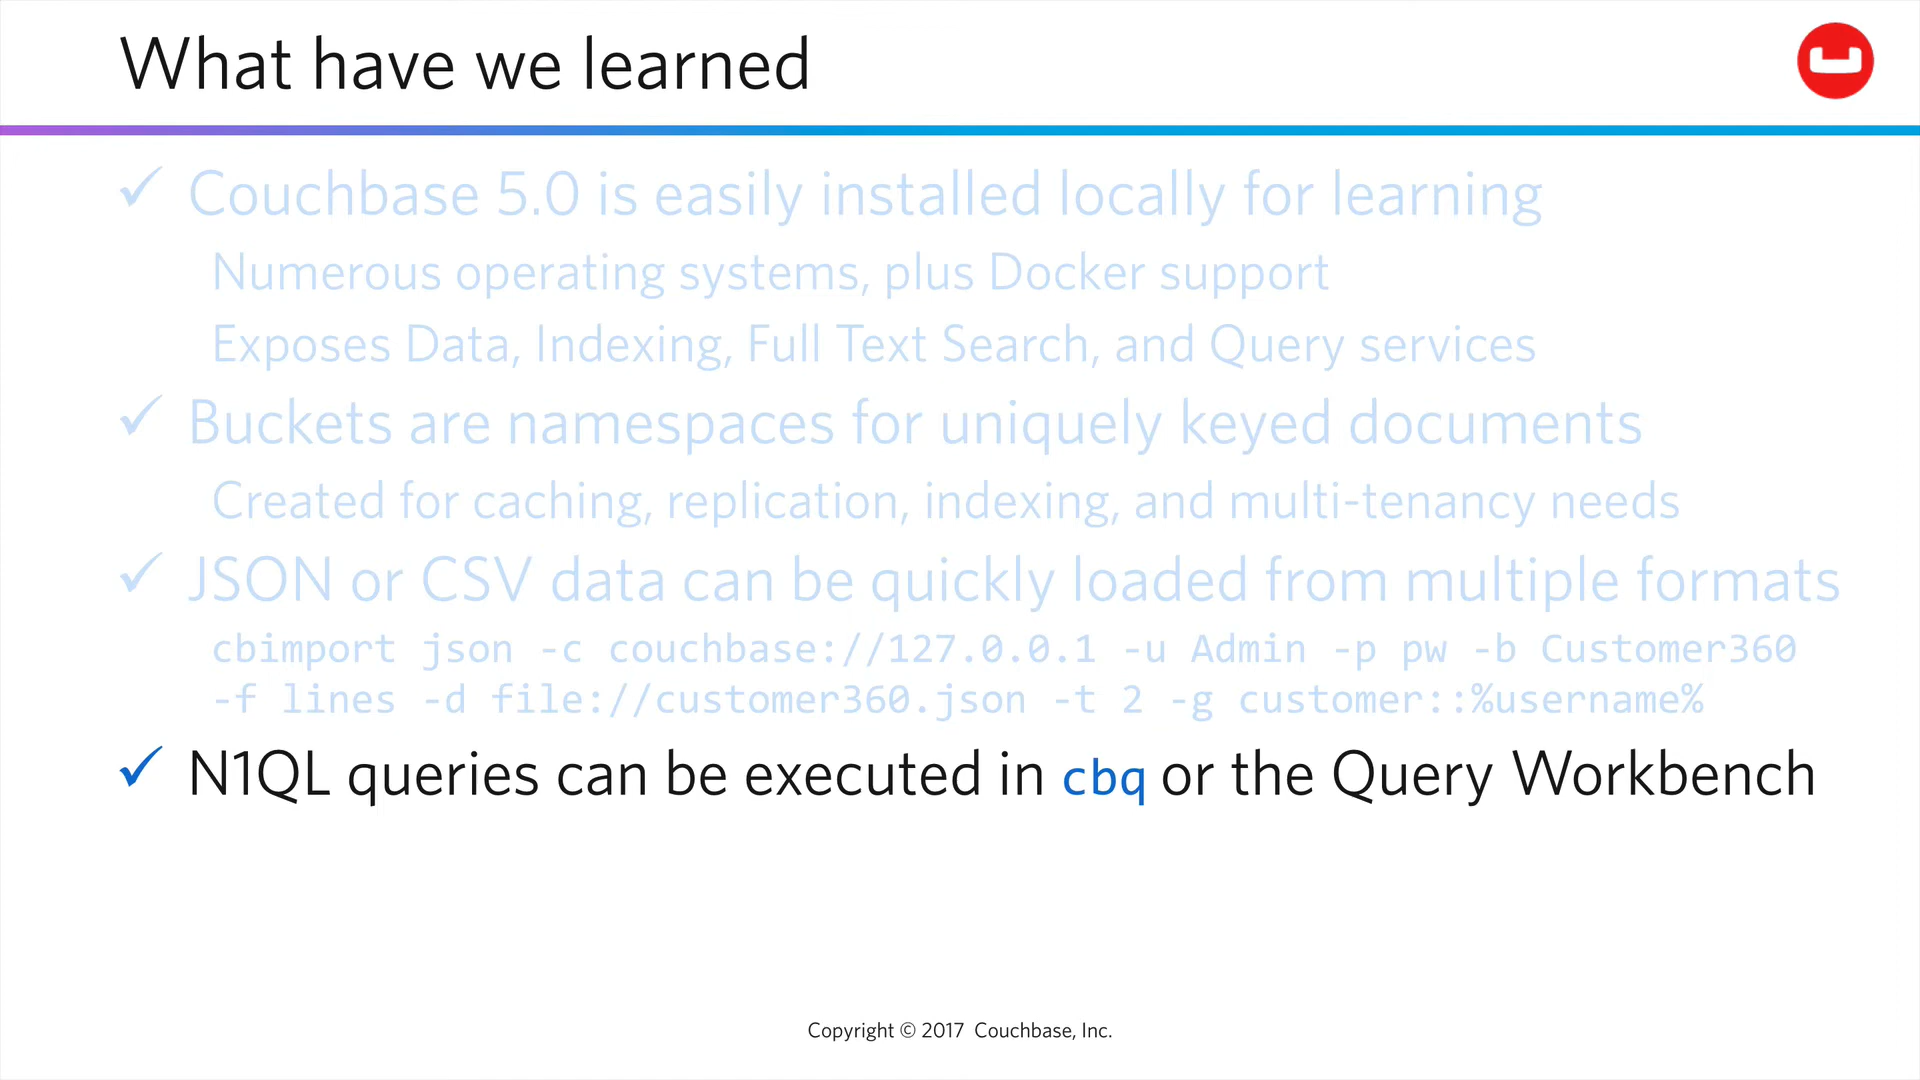 What have we learned
✓ Couchbase 5.0 is easily installed locally for learning
Numerous operating systems, plus Docker support
Exposes Data, Indexing, Full Text Search, and Query services
✓ Buckets are namespaces for uniquely keyed documents
Created for caching, replication, indexing, and multi-tenancy needs
✓ JSON or CSV data can be quickly loaded from multiple formats
cbimport json -c couchbase://127.0.0.1 -u Admin -p pw -b Customer360
-f lines -d file://customer360.json -t 2 -g customer::%username%
✓ N1QL queries can be executed in cbq or the Query Workbench
Copyright © 2017 Couchbase, Inc.